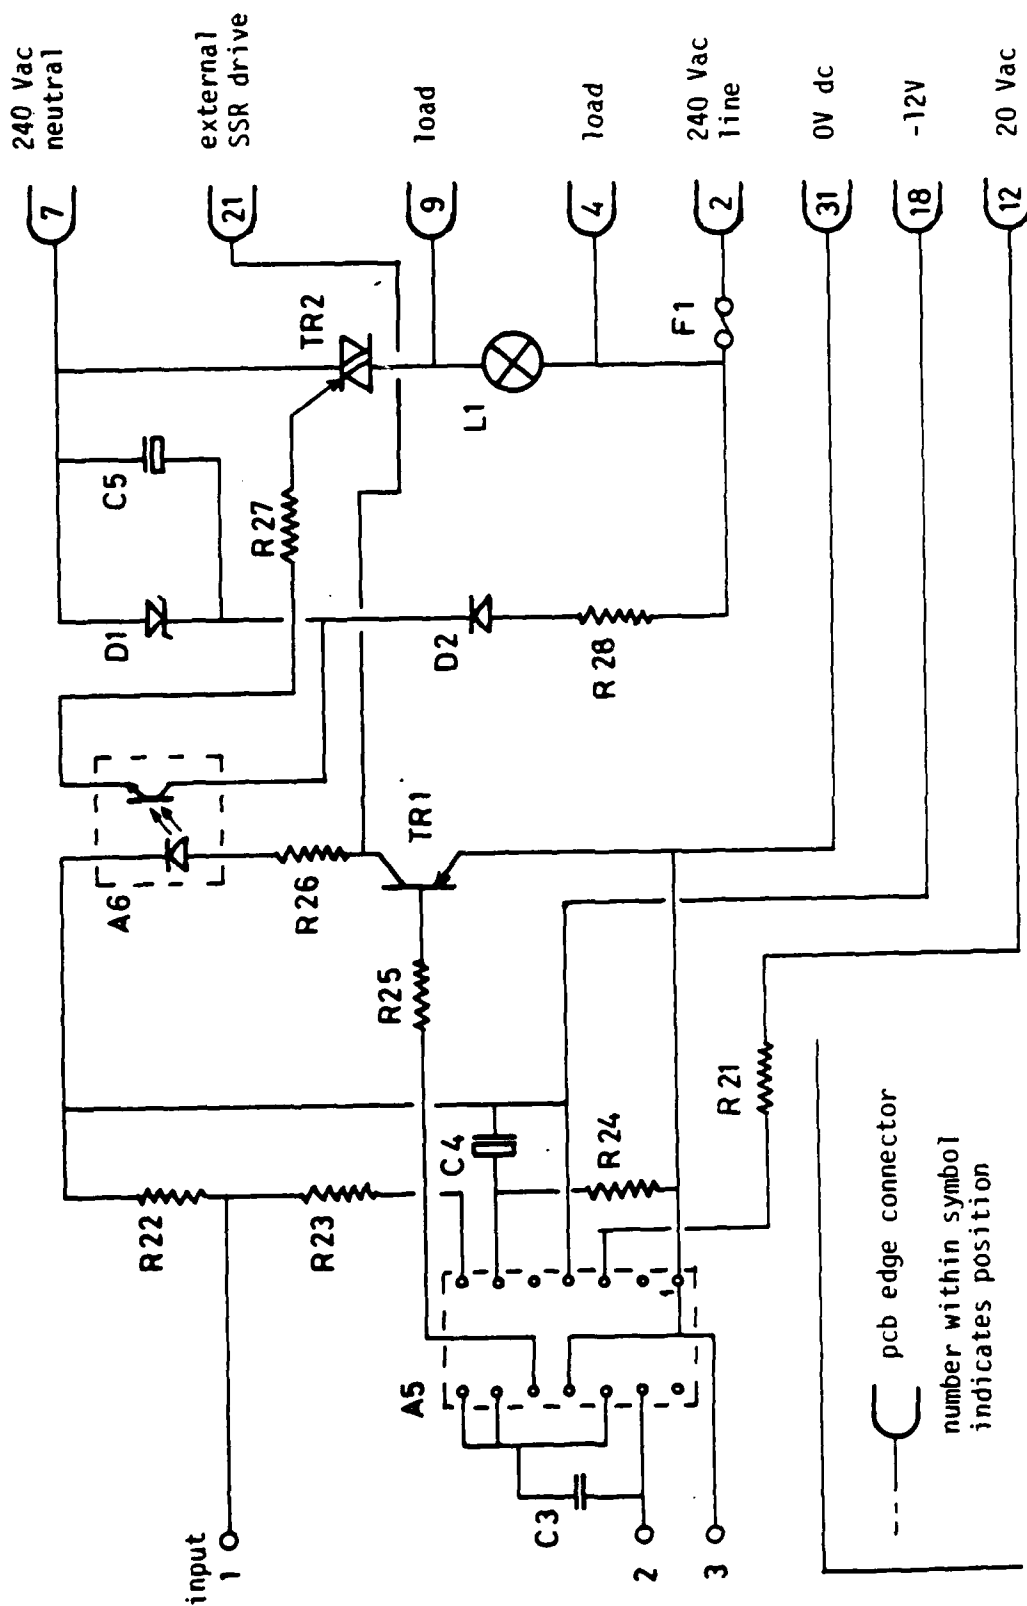 240 Vac
neutral
7
external
SSR drive
21
load
9
load
4
240 Vac
line
2
0V dc
31
-12V
18
20 Vac
12
TR2
C5
R27
L1
F1
D1
D2
R28
A6
R26
TR1
R25
R22
R23
C4
R24
R21
A5
1
C3
input
1
2
3
pcb edge connector
number within symbol
indicates position